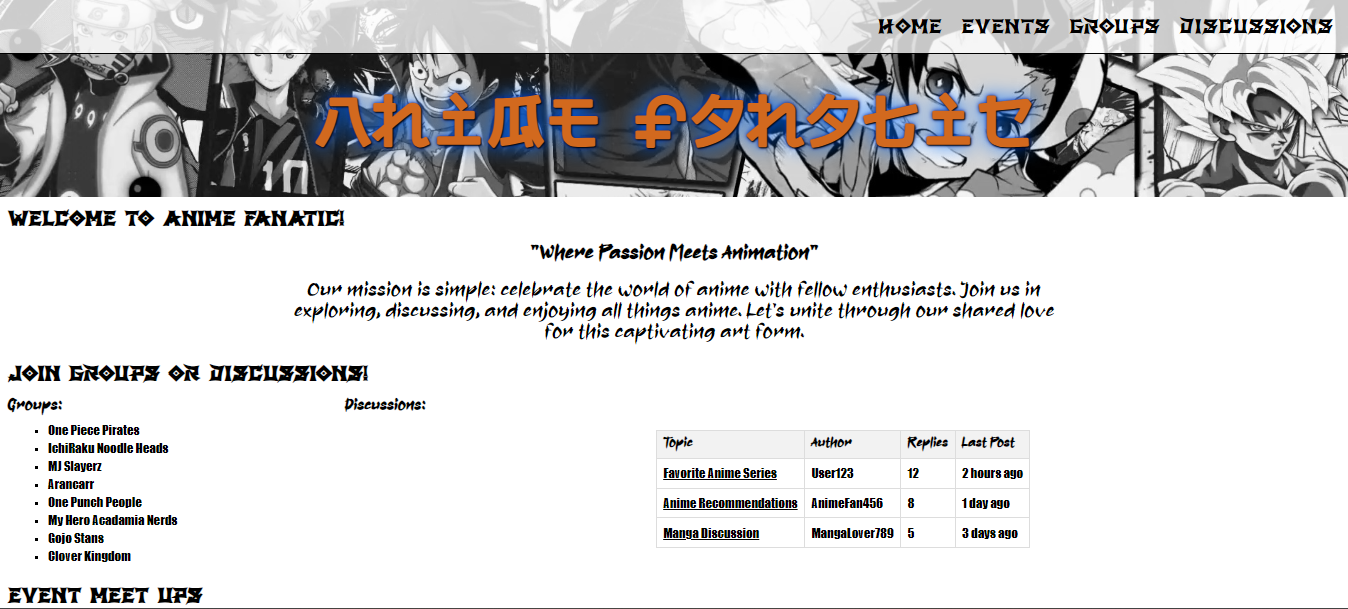 HOME EVENTS GROUPS DISCUSSIONS
ANIME FANATIC
10
WELCOME TO ANIME FANATIC!
"Where Passion Meets Animation"
Our mission is simple: celebrate the world of anime with fellow enthusiasts. Join us in
exploring, discussing, and enjoying all things anime. Let's unite through our shared love
for this captivating art form.
JOIN GROUPS OR DISCUSSIONS!
Groups:
One Piece Pirates
IchiRaku Noodle Heads
MJ Slayerz
Arancarr
One Punch People
My Hero Acadamia Nerds
Gojo Stans
Clover Kingdom
Discussions:
Topic Author Replies Last Post
Favorite Anime Series User123 12 2 hours ago
Anime Recommendations AnimeFan456 8 1 day ago
Manga Discussion MangaLover789 5 3 days ago
EVENT MEET UPS